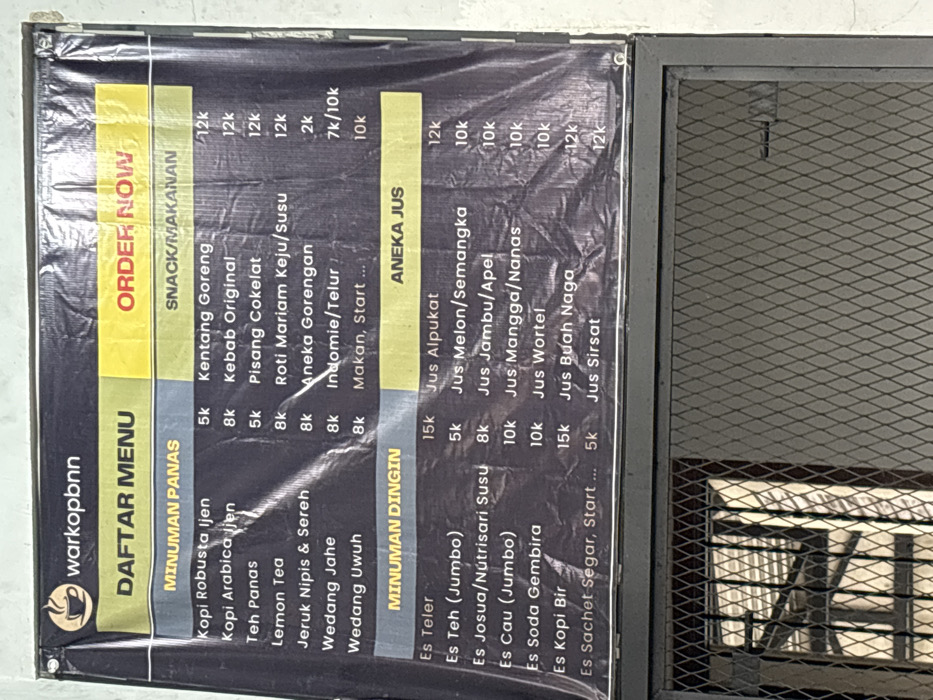 warkopbnn
DAFTAR MENU
ORDER NOW
MINUMAN PANAS
Kopi Robusta Ijen 5k
Kopi Arabica Ijen 8k
Teh Panas 5k
Lemon Tea 8k
Jeruk Nipis & Sereh 8k
Wedang Jahe 8k
Wedang Uwuh 8k
SNACK/MAKANAN
Kentang Goreng 12k
Kebab Original 12k
Pisang Cokelat 12k
Roti Mariam Keju/Susu 12k
Aneka Gorengan 2k
Indomie/Telur 7k/10k
Makan, Start... 10k
MINUMAN DINGIN
Es Teler 15k
Es Teh (Jumbo) 5k
Es Josua/Nutrisari Susu 8k
Es Cau (Jumbo) 10k
Es Soda Gembira 10k
Es Kopi Bir 15k
Es Sachet Segar, Start ... 5k
ANEKA JUS
Jus Alpukat 12k
Jus Melon/Semangka 10k
Jus Jambu/Apel 10k
Jus Mangga/Nanas 10k
Jus Wortel 10k
Jus Buah Naga 12k
Jus Sirsat 12k